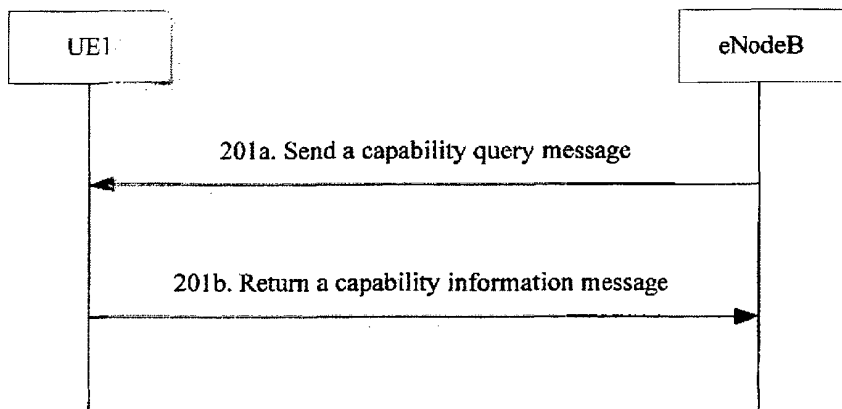 UE1
eNodeB
201a. Send a capability query message
201b. Return a capability information message